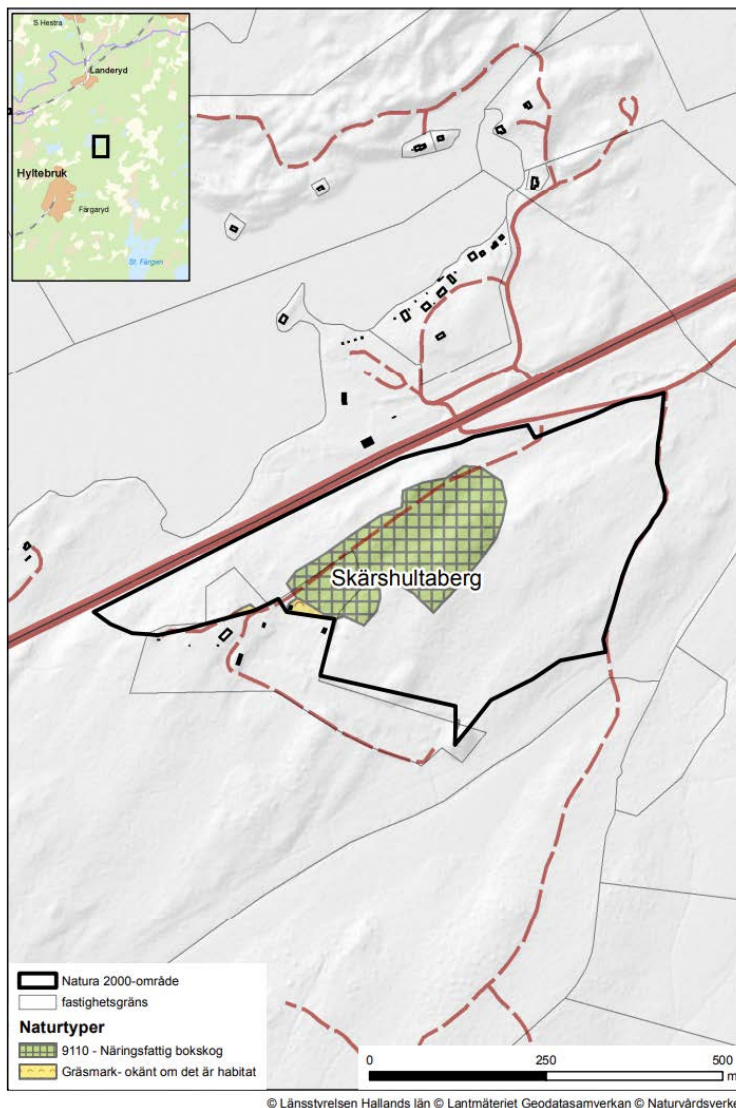 S Hestra
Landeryd
Hyltebruk
Färgaryd
St. Färgen
Skärshultaberg
Natura 2000-område
fastighetsgräns
Naturtyper
9110 - Näringsfattig bokskog
Gräsmark- okänt om det är habitat
0 250 500
m
© Länsstyrelsen Hallands län © Lantmäteriet Geodatasamverkan © Naturvårdsverke